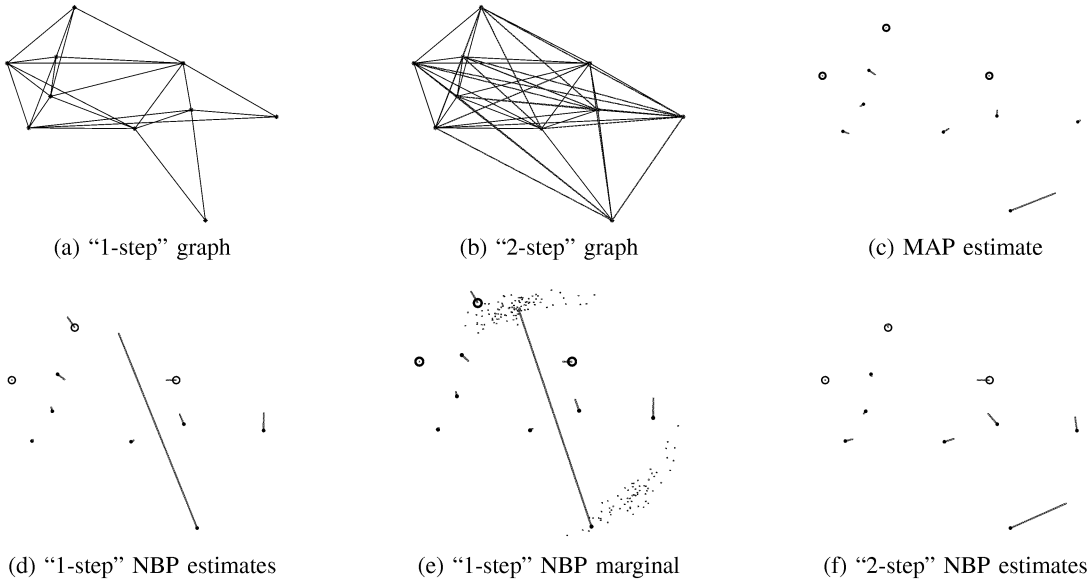 (a) “1-step” graph
(b) “2-step” graph
(c) MAP estimate
(d) “1-step” NBP estimates
(e) “1-step” NBP marginal
(f) “2-step” NBP estimates